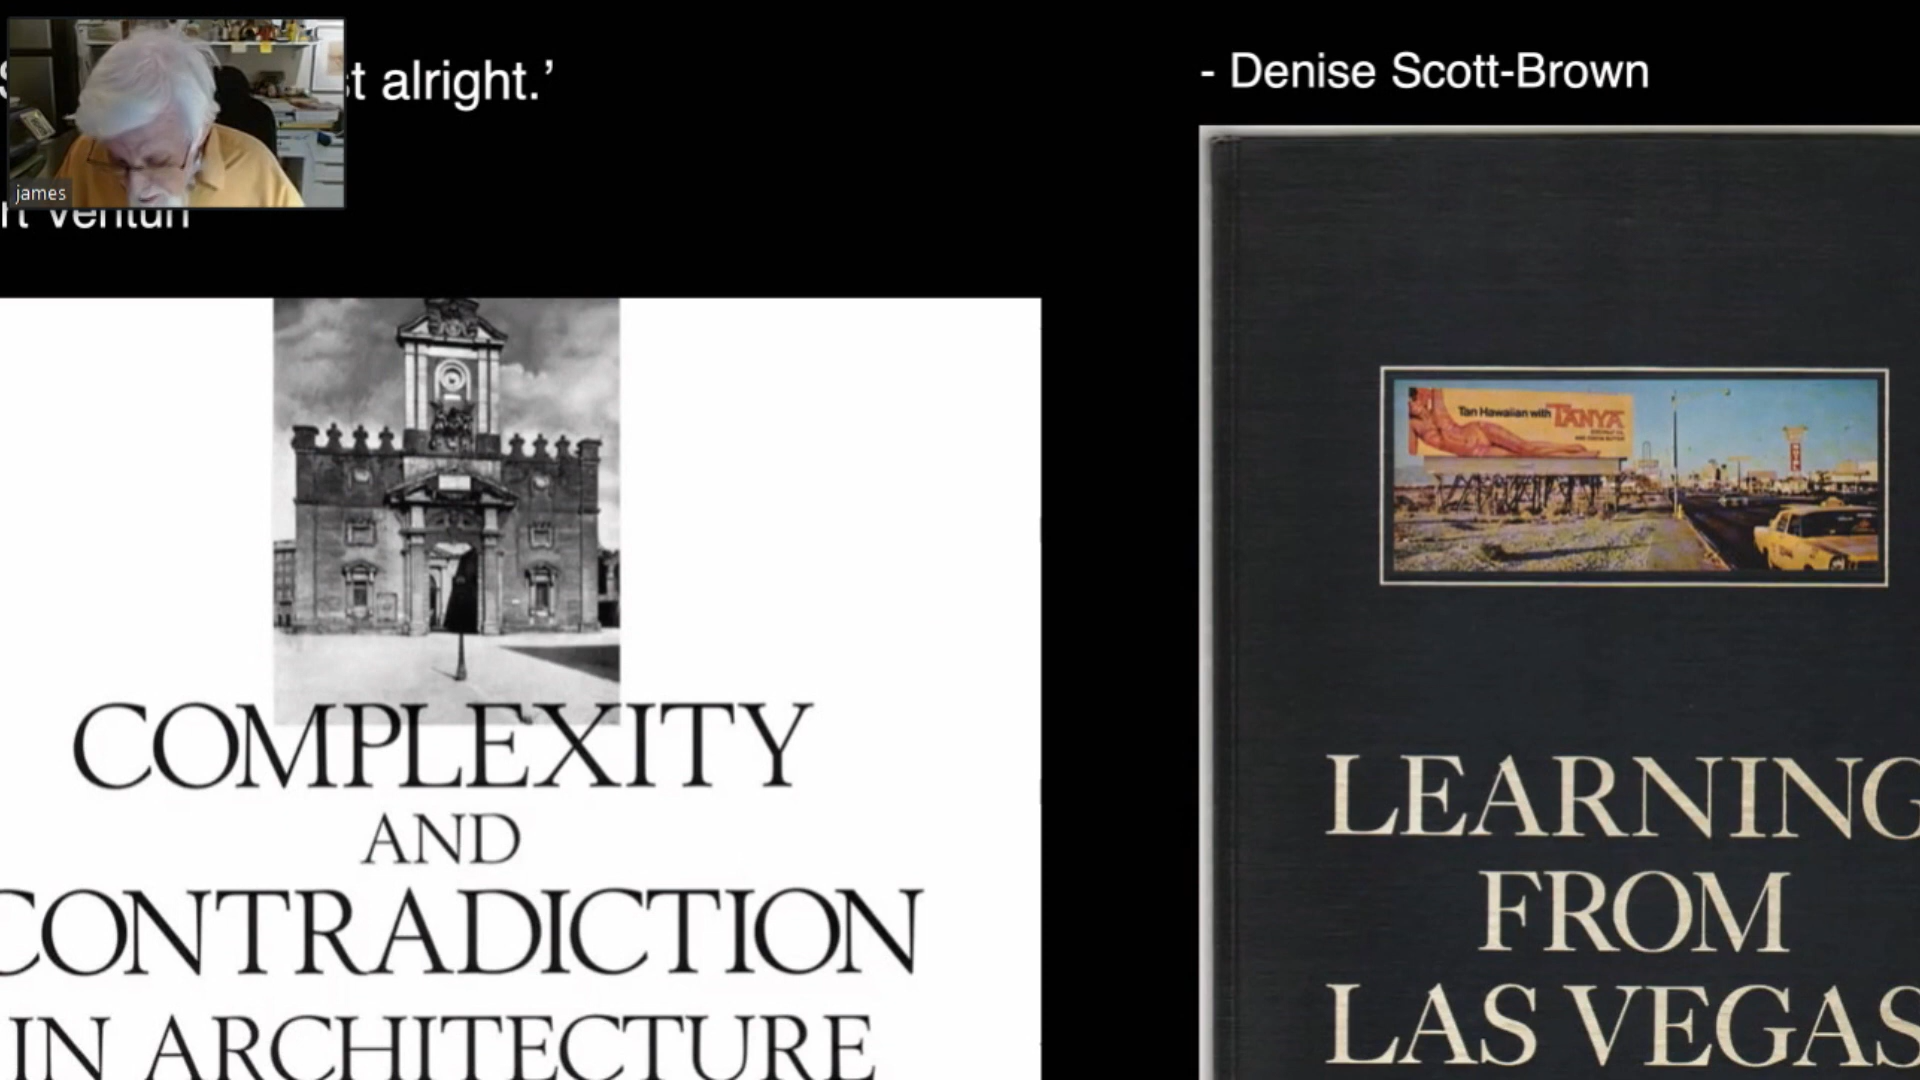 t alright.’
james
- Denise Scott-Brown
COMPLEXITY
AND
CONTRADICTION
IN ARCHITECTURE
Tan Hawaiian with TANYA
LEARNING
FROM
LAS VEGAS